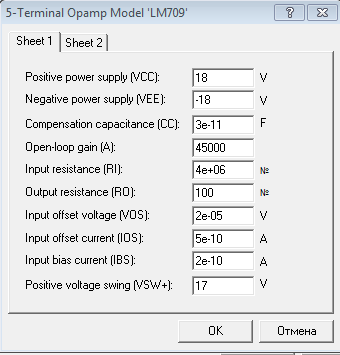 5-Terminal Opamp Model 'LM709'
Sheet 1 Sheet 2
Positive power supply (VCC): 18 V
Negative power supply (VEE): -18 V
Compensation capacitance (CC): 3e-11 F
Open-loop gain (A): 45000
Input resistance (RI): 4e+06 №
Output resistance (RO): 100 №
Input offset voltage (VOS): 2e-05 V
Input offset current (IOS): 5e-10 A
Input bias current (IBS): 2e-10 A
Positive voltage swing (VSW+): 17 V
OK Отмена